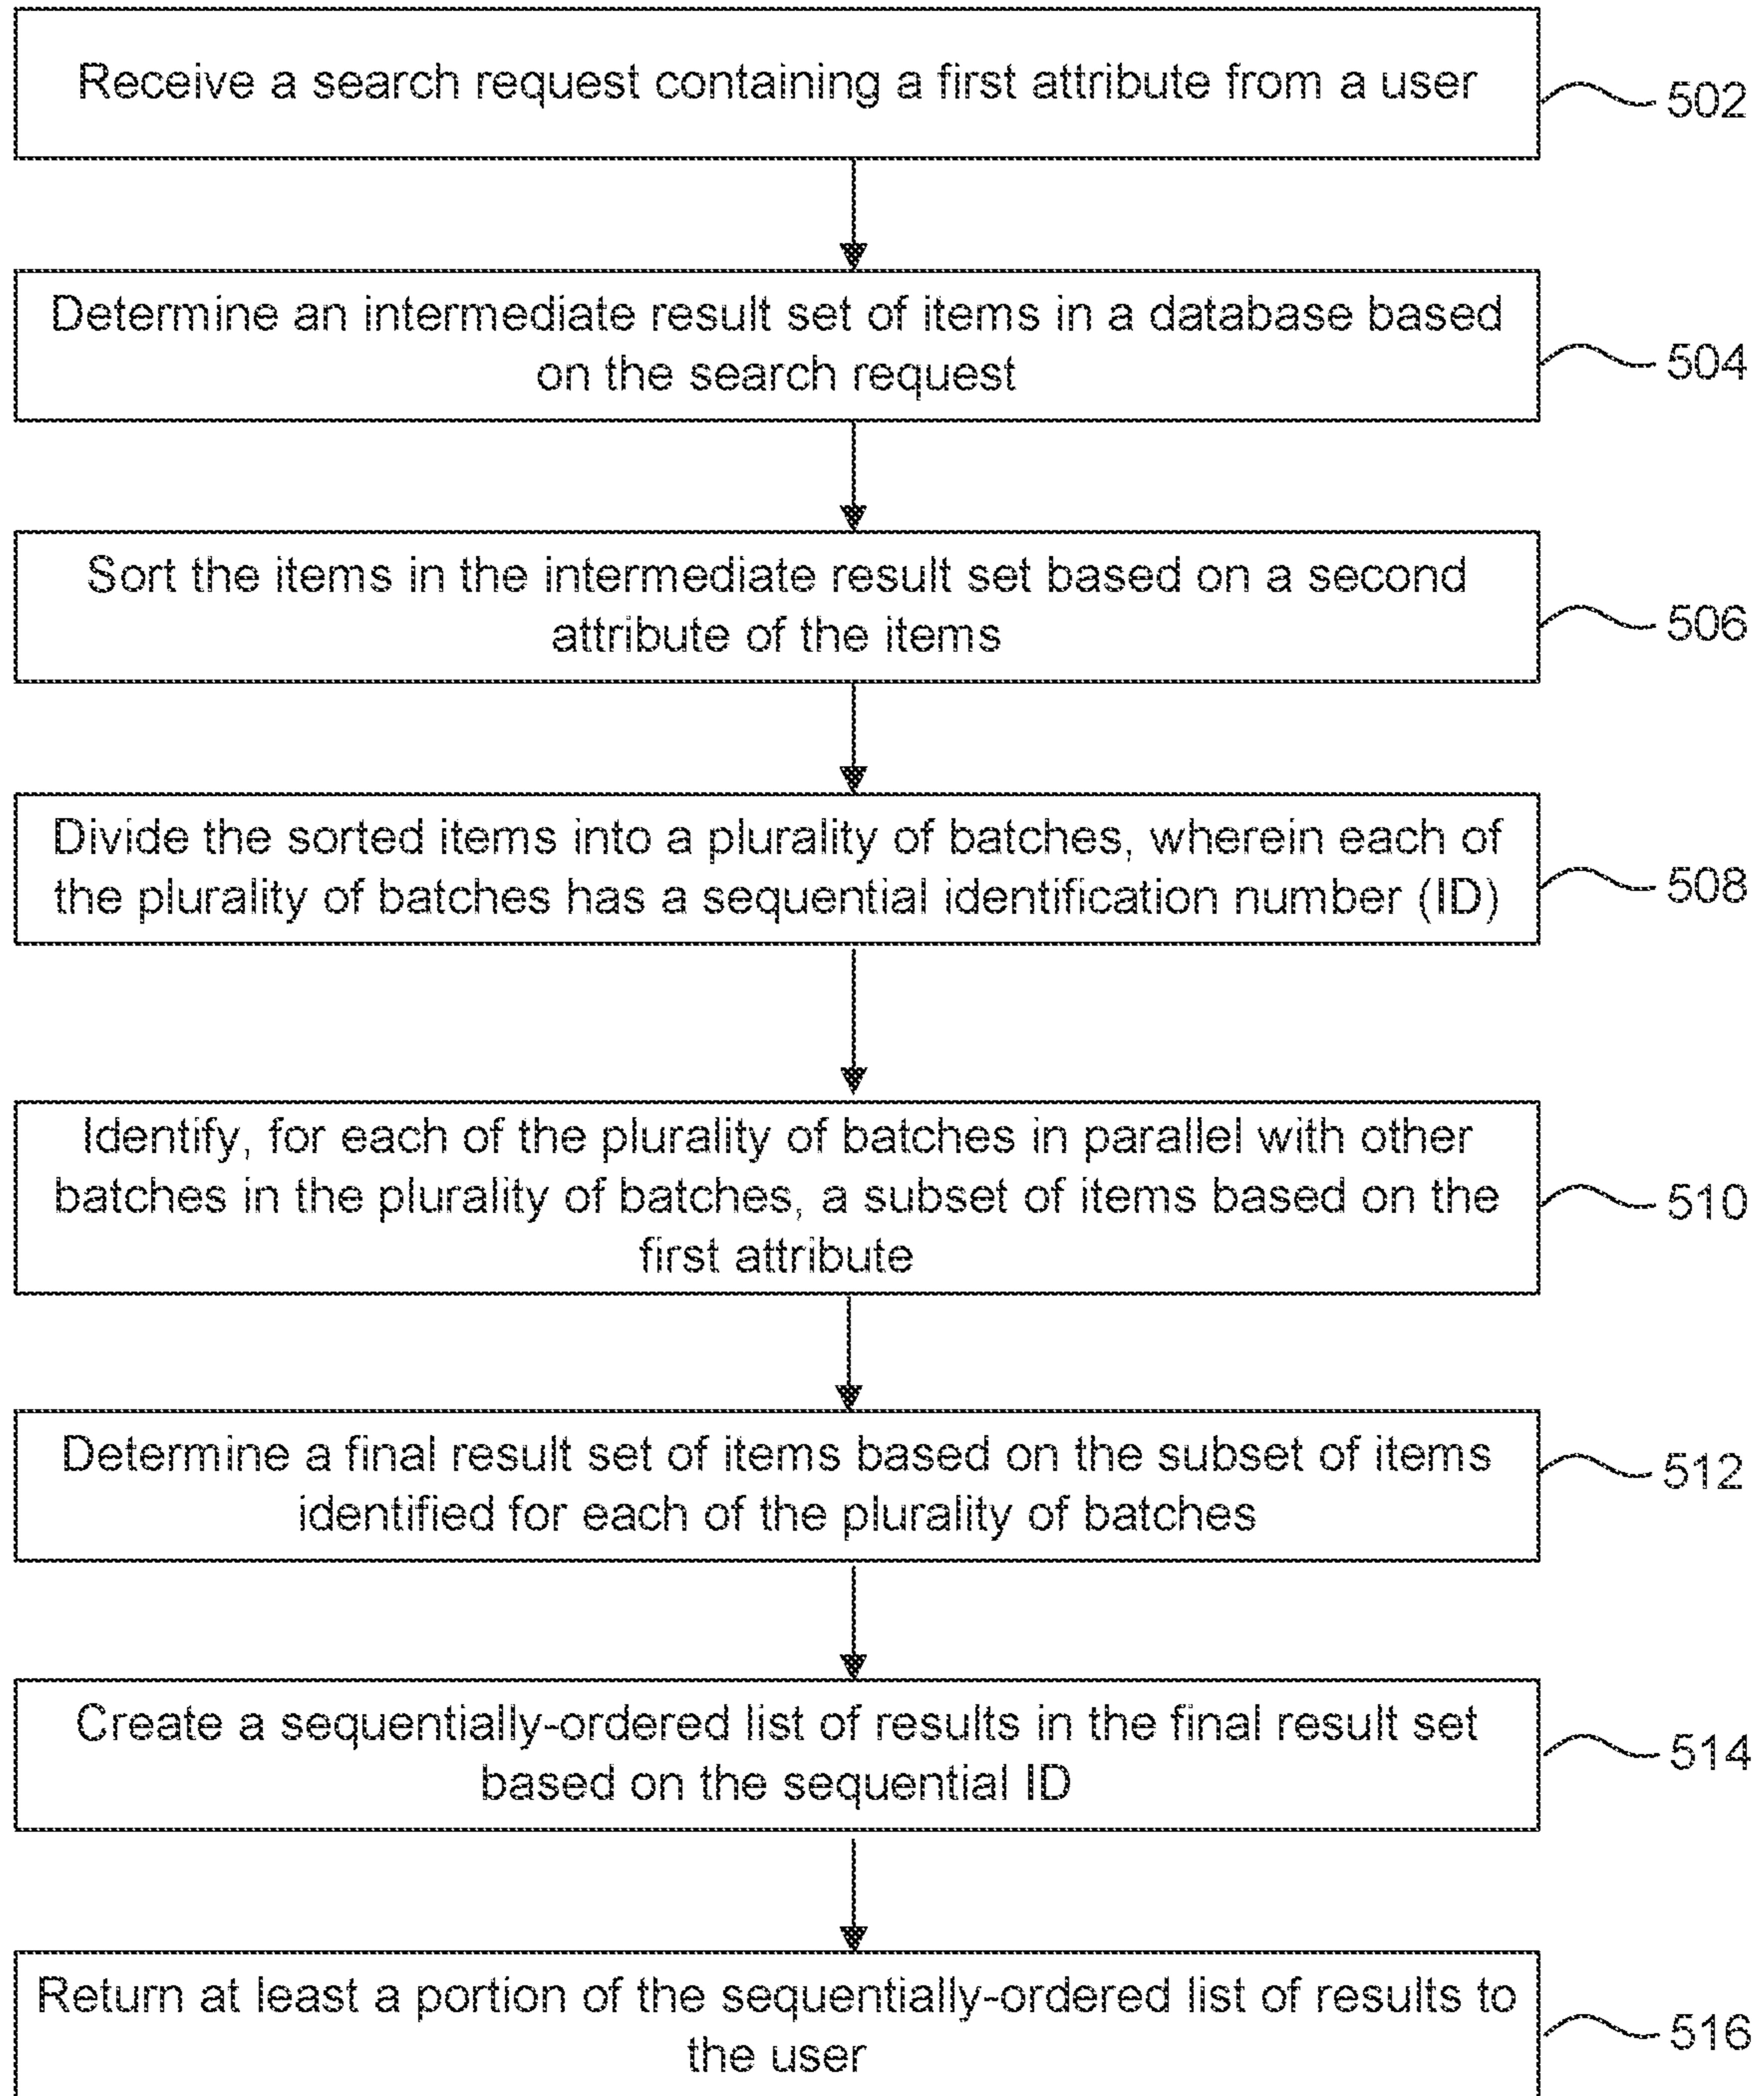 Receive a search request containing a first attribute from a user
502
Determine an intermediate result set of items in a database based
on the search request
504
Sort the items in the intermediate result set based on a second
attribute of the items
506
Divide the sorted items into a plurality of batches, wherein each of
the plurality of batches has a sequential identification number (ID)
508
Identify, for each of the plurality of batches in parallel with other
batches in the plurality of batches, a subset of items based on the
first attribute
510
Determine a final result set of items based on the subset of items
identified for each of the plurality of batches
512
Create a sequentially-ordered list of results in the final result set
based on the sequential ID
514
Return at least a portion of the sequentially-ordered list of results to
the user
516